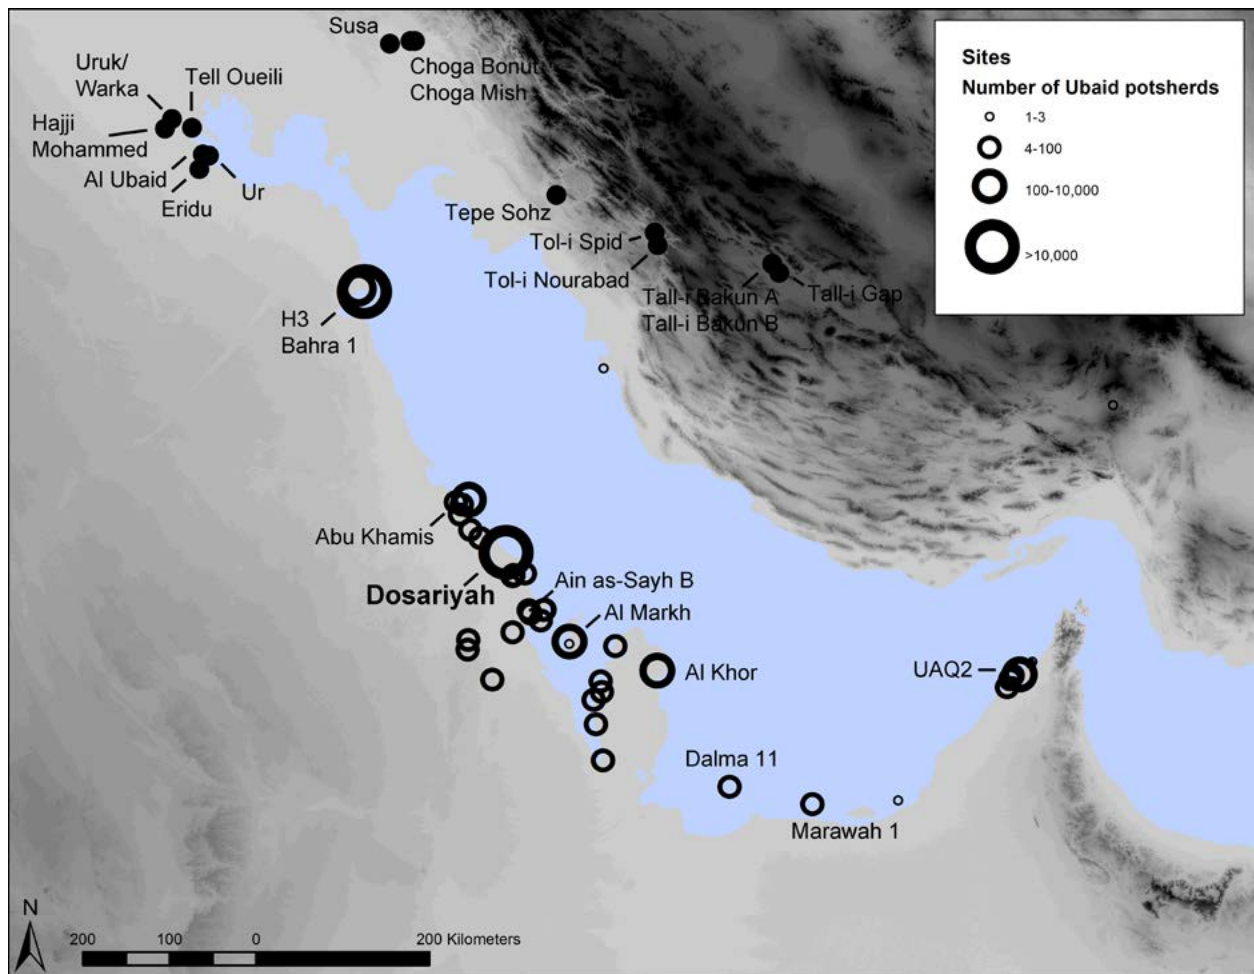 Susa
Choga Bonut
Choga Mish
Uruk/
Warka
Tell Oueili
Hajji
Mohammed
Al Ubaid
Ur
Eridu
Tepe Sohz
Tol-i Spid
Tol-i Nourabad
Tall-i Bakun A
Tall-i Bakun B
Tall-i Gap
Sites
Number of Ubaid potsherds
1-3
4-100
100-10,000
>10,000
H3
Bahra 1
Abu Khamis
Dosariyah
Ain as-Sayh B
Al Markh
Al Khor
UAQ2
Dalma 11
Marawah 1
N
200 100 0 200 Kilometers